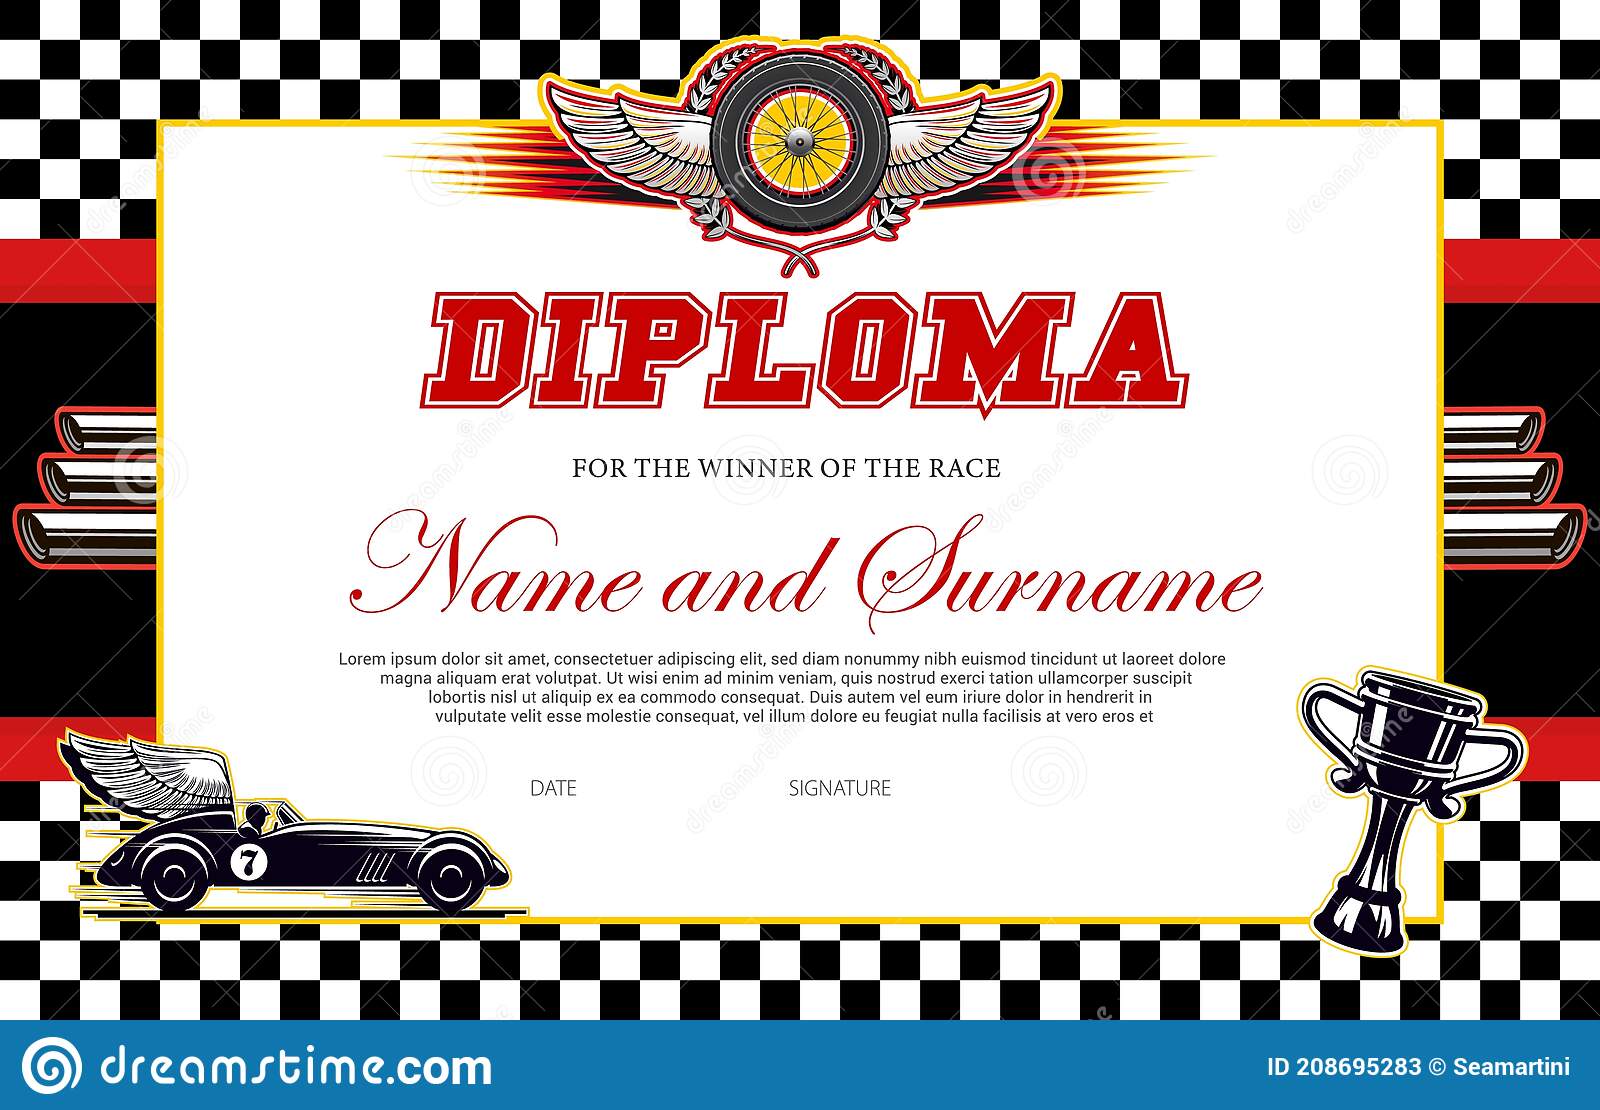 DIPLOMA
FOR THE WINNER OF THE RACE
Name and Surname
Lorem ipsum dolor sit amet, consectetuer adipiscing elit, sed diam nonummy nibh euismod tincidunt ut laoreet dolore
magna aliquam erat volutpat. Ut wisi enim ad minim veniam, quis nostrud exerci tation ullamcorper suscipit
lobortis nisl ut aliquip ex ea commodo consequat. Duis autem vel eum iriure dolor in hendrerit in
vulputate velit esse molestie consequat, vel illum dolore eu feugiat nulla facilisis at vero eros et
DATE SIGNATURE
7
dreamstime.com
ID 208695283 © Seamartini